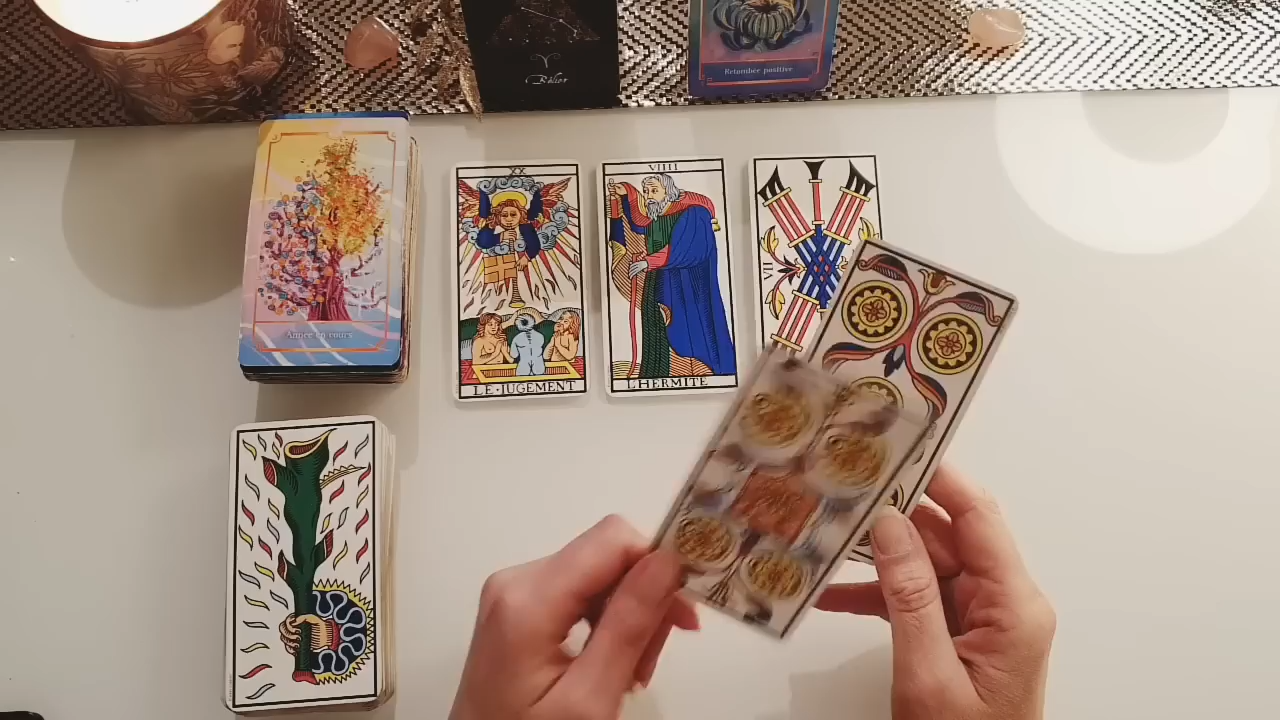 Bélier
Retombée positive
Année en cours
XX
LE·JUGEMENT
VIIII
L'HERMITE
VII